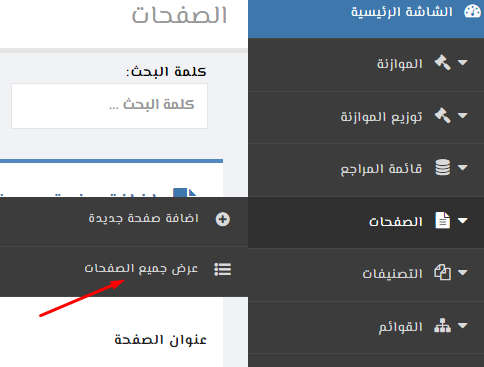 الشاشة الرئيسية
الموازنة
توزيع الموازنة
قائمة المراجع
الصفحات
التصنيفات
القوائم
الصفحات
كلمة البحث:
كلمة البحث ...
اضافة صفحة جديدة
عرض جميع الصفحات
عنوان الصفحة